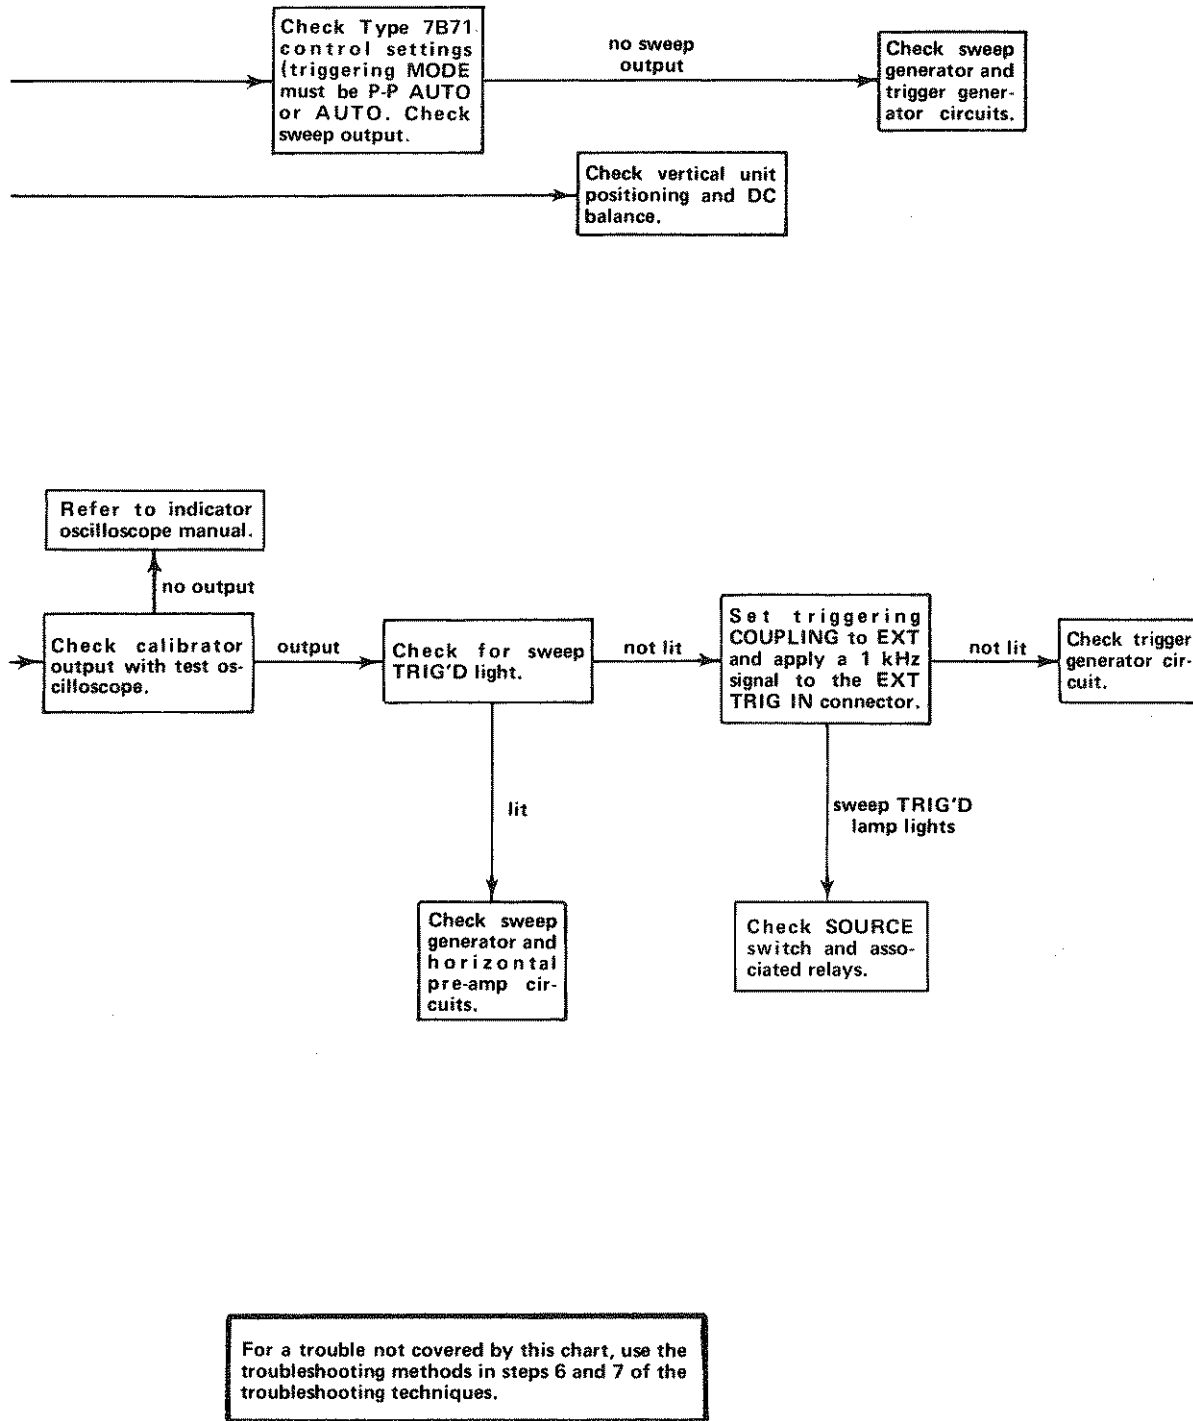 Check Type 7B71
control settings
(triggering MODE
must be P-P AUTO
or AUTO. Check
sweep output.
no sweep
output
Check sweep
generator and
trigger gener-
ator circuits.
Check vertical unit
positioning and DC
balance.
Refer to indicator
oscilloscope manual.
no output
Check calibrator
output with test os-
cilloscope.
output
Check for sweep
TRIG'D light.
not lit
Set triggering
COUPLING to EXT
and apply a 1 kHz
signal to the EXT
TRIG IN connector.
not lit
Check trigger
generator cir-
cuit.
lit
sweep TRIG'D
lamp lights
Check sweep
generator and
horizontal
pre-amp cir-
cuits.
Check SOURCE
switch and asso-
ciated relays.
For a trouble not covered by this chart, use the
troubleshooting methods in steps 6 and 7 of the
troubleshooting techniques.